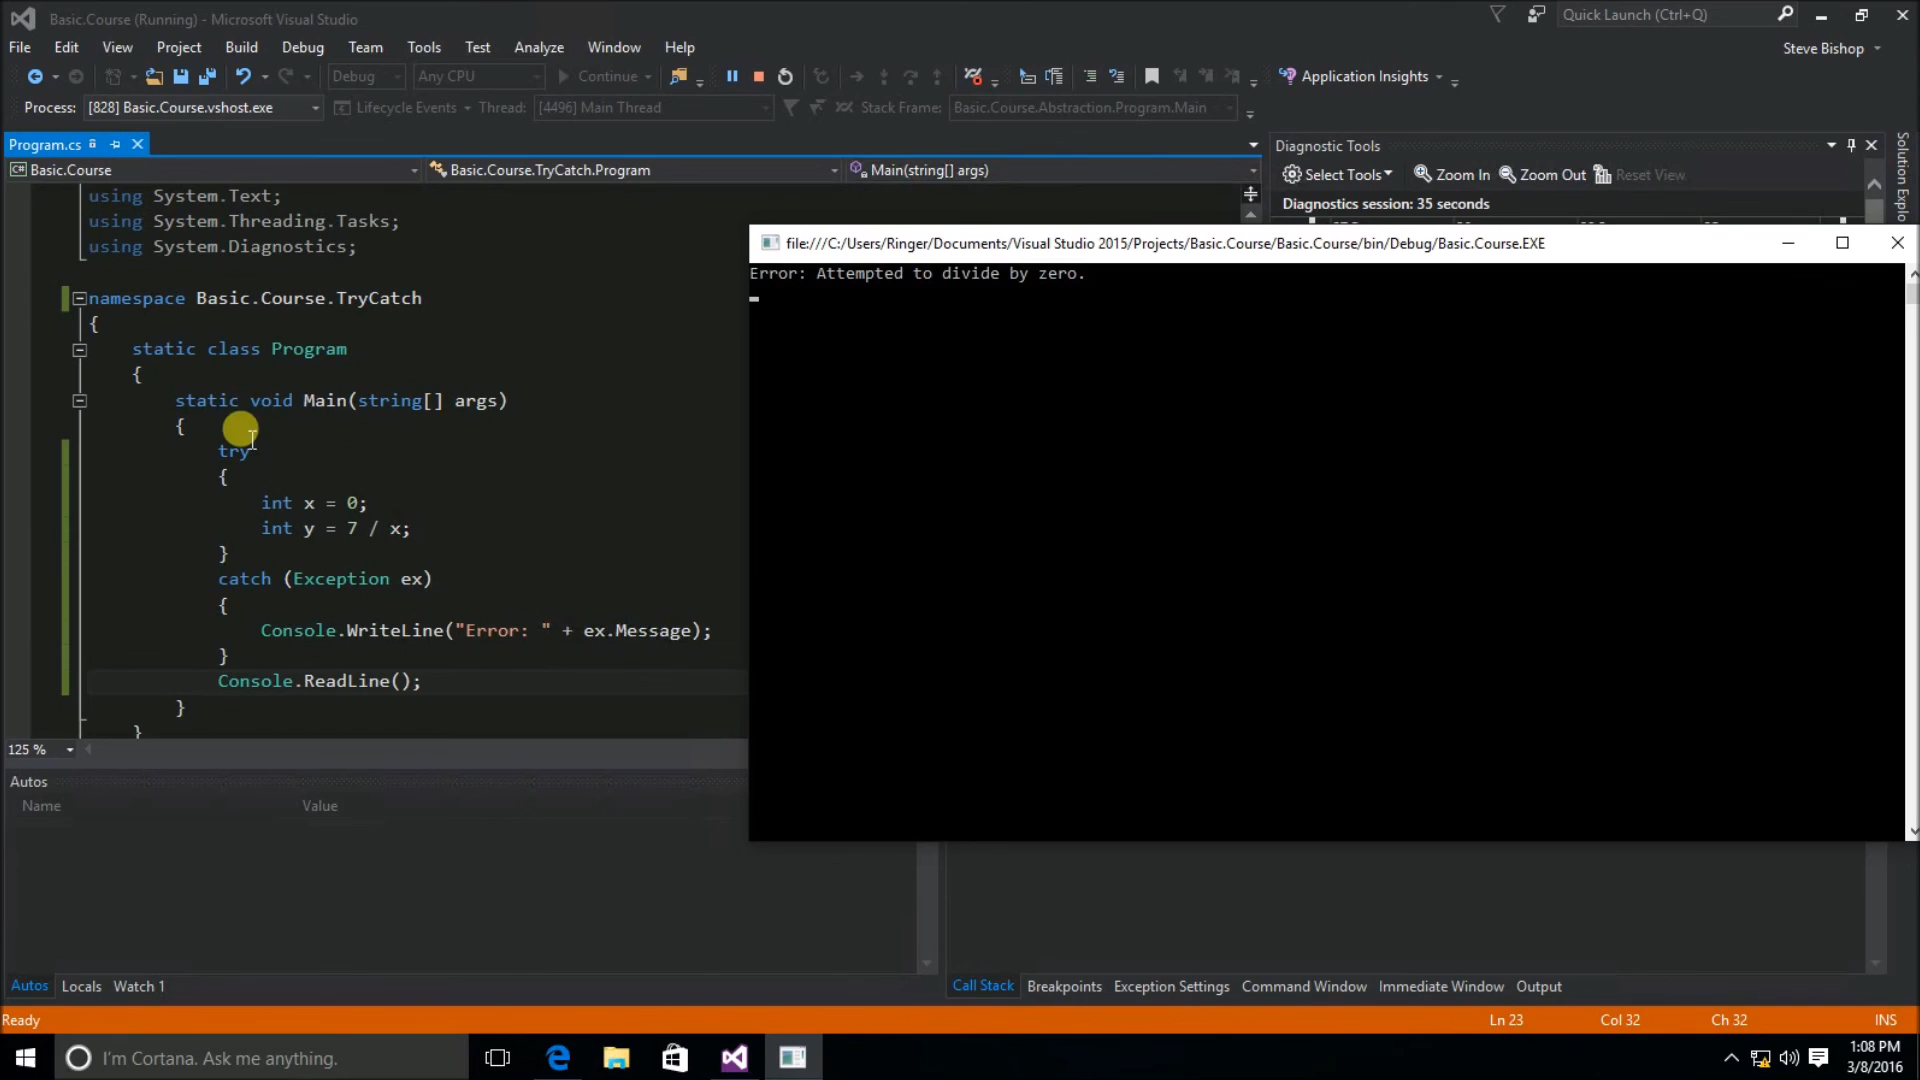 Basic.Course (Running) - Microsoft Visual Studio
Quick Launch (Ctrl+Q)
File Edit View Project Build Debug Team Tools Test Analyze Window Help
Steve Bishop
Debug Any CPU Continue Application Insights
Process: [828] Basic.Course.vshost.exe Lifecycle Events Thread: [4496] Main Thread Stack Frame: Basic.Course.Abstraction.Program.Main
Program.cs
Diagnostic Tools
Basic.Course Basic.Course.TryCatch.Program Main(string[] args)
Select Tools Zoom In Zoom Out Reset View
Diagnostics session: 35 seconds
Solution Explo
using System.Text;
using System.Threading.Tasks;
using System.Diagnostics;
namespace Basic.Course.TryCatch
{
static class Program
{
static void Main(string[] args)
{
try
{
int x = 0;
int y = 7 / x;
}
catch (Exception ex)
{
Console.WriteLine("Error: " + ex.Message);
}
Console.ReadLine();
}
}
file:///C:/Users/Ringer/Documents/Visual Studio 2015/Projects/Basic.Course/Basic.Course/bin/Debug/Basic.Course.EXE
Error: Attempted to divide by zero.
125 %
Autos
Name Value
Autos Locals Watch 1
Call Stack Breakpoints Exception Settings Command Window Immediate Window Output
Ready Ln 23 Col 32 Ch 32 INS
I'm Cortana. Ask me anything.
1:08 PM
3/8/2016